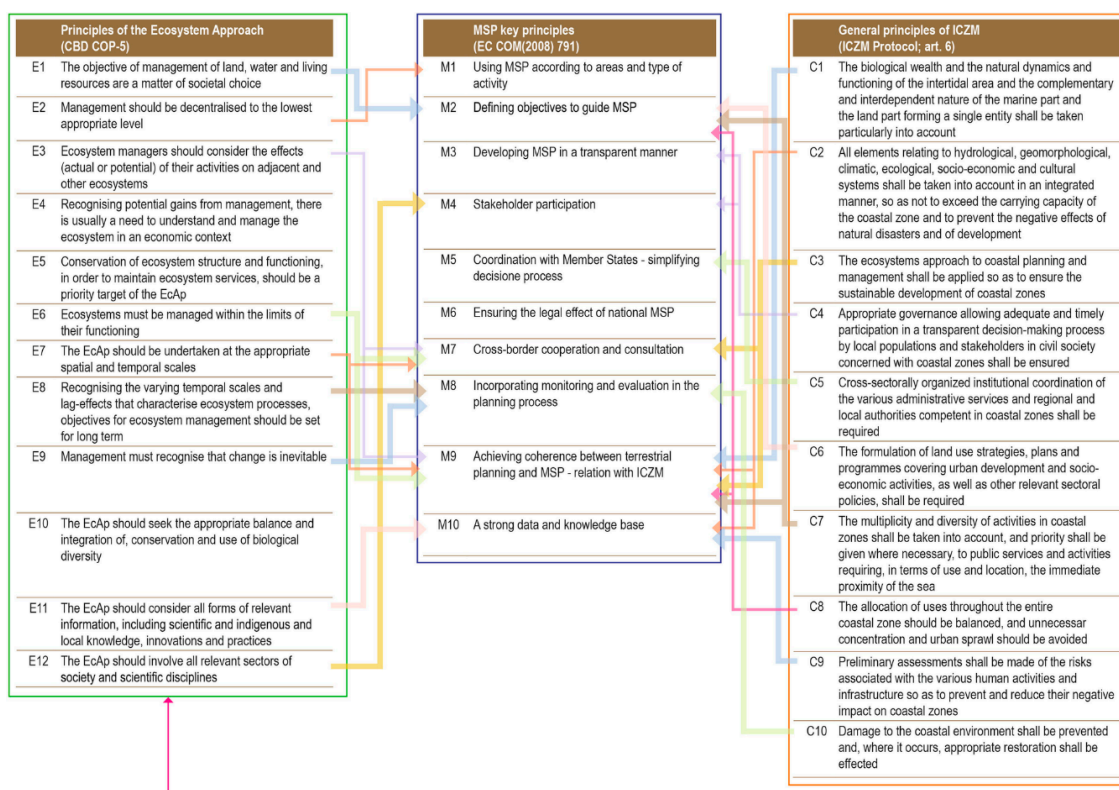 Principles of the Ecosystem Approach
(CBD COP-5)
E1 The objective of management of land, water and living
resources are a matter of societal choice
E2 Management should be decentralised to the lowest
appropriate level
E3 Ecosystem managers should consider the effects
(actual or potential) of their activities on adjacent and
other ecosystems
E4 Recognising potential gains from management, there
is usually a need to understand and manage the
ecosystem in an economic context
E5 Conservation of ecosystem structure and functioning,
in order to maintain ecosystem services, should be a
priority target of the EcAp
E6 Ecosystems must be managed within the limits of
their functioning
E7 The EcAp should be undertaken at the appropriate
spatial and temporal scales
E8 Recognising the varying temporal scales and
lag-effects that characterise ecosystem processes,
objectives for ecosystem management should be set
for long term
E9 Management must recognise that change is inevitable
E10 The EcAp should seek the appropriate balance and
integration of, conservation and use of biological
diversity
E11 The EcAp should consider all forms of relevant
information, including scientific and indigenous and
local knowledge, innovations and practices
E12 The EcAp should involve all relevant sectors of
society and scientific disciplines
MSP key principles
(EC COM(2008) 791)
M1 Using MSP according to areas and type of
activity
M2 Defining objectives to guide MSP
M3 Developing MSP in a transparent manner
M4 Stakeholder participation
M5 Coordination with Member States - simplifying
decisione process
M6 Ensuring the legal effect of national MSP
M7 Cross-border cooperation and consultation
M8 Incorporating monitoring and evaluation in the
planning process
M9 Achieving coherence between terrestrial
planning and MSP - relation with ICZM
M10 A strong data and knowledge base
General principles of ICZM
(ICZM Protocol; art. 6)
C1 The biological wealth and the natural dynamics and
functioning of the intertidal area and the complementary
and interdependent nature of the marine part and
the land part forming a single entity shall be taken
particularly into account
C2 All elements relating to hydrological, geomorphological,
climatic, ecological, socio-economic and cultural
systems shall be taken into account in an integrated
manner, so as not to exceed the carrying capacity of
the coastal zone and to prevent the negative effects of
natural disasters and of development
C3 The ecosystems approach to coastal planning and
management shall be applied so as to ensure the
sustainable development of coastal zones
C4 Appropriate governance allowing adequate and timely
participation in a transparent decision-making process
by local populations and stakeholders in civil society
concerned with coastal zones shall be ensured
C5 Cross-sectorally organized institutional coordination of
the various administrative services and regional and
local authorities competent in coastal zones shall be
required
C6 The formulation of land use strategies, plans and
programmes covering urban development and socio-
economic activities, as well as other relevant sectoral
policies, shall be required
C7 The multiplicity and diversity of activities in coastal
zones shall be taken into account, and priority shall be
given where necessary, to public services and activities
requiring, in terms of use and location, the immediate
proximity of the sea
C8 The allocation of uses throughout the entire
coastal zone should be balanced, and unnecessar
concentration and urban sprawl should be avoided
C9 Preliminary assessments shall be made of the risks
associated with the various human activities and
infrastructure so as to prevent and reduce their negative
impact on coastal zones
C10 Damage to the coastal environment shall be prevented
and, where it occurs, appropriate restoration shall be
effected